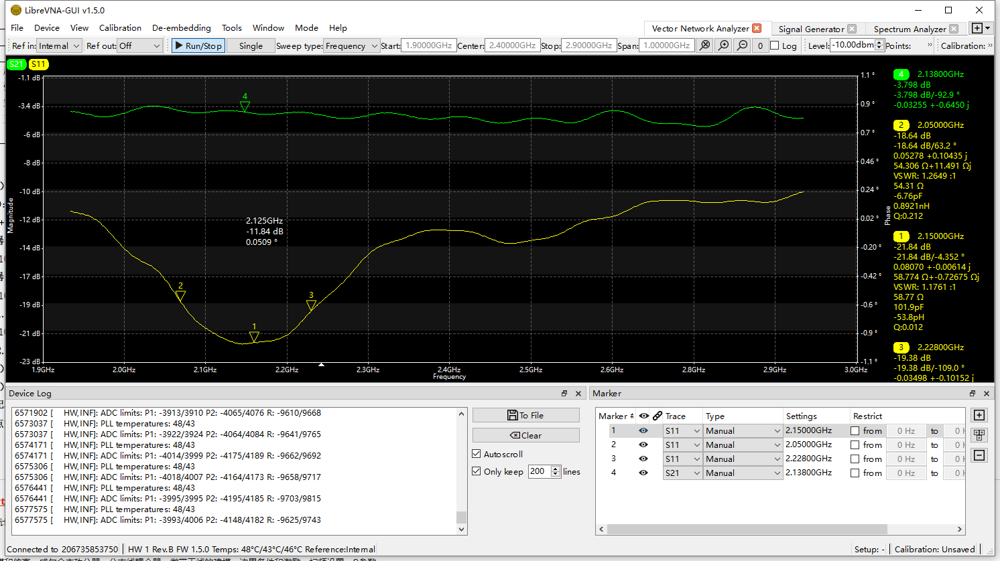 LibreVNA-GUI v1.5.0
File Device View Calibration De-embedding Tools Window Mode Help
Vector Network Analyzer Signal Generator Spectrum Analyzer
Ref in: Internal Ref out: Off Run/Stop Single Sweep type: Frequency Start: 1.90000GHz Center: 2.40000GHz Stop: 2.90000GHz Span: 1.00000GHz 0 Log Level: -10.00dbm Points: » Calibration: »
S21 S11
-1.1 dB
-3.4 dB
-6 dB
-8 dB
-10 dB
-12 dB
-14 dB
-17 dB
-19 dB
-21 dB
-23 dB
Magnitude
4
2
1
3
2.125GHz
-11.84 dB
0.0509 °
1.1 °
0.9 °
0.7 °
0.46 °
0.24 °
0.02 °
-0.20 °
-0.42 °
-0.6 °
-0.9 °
-1.1 °
Phase
1.9GHz 2.0GHz 2.1GHz 2.2GHz 2.3GHz 2.4GHz 2.5GHz 2.6GHz 2.8GHz 2.9GHz 3.0GHz
Frequency
4 2.13800GHz
-3.798 dB
-3.798 dB/-92.9 °
-0.03255 +-0.6450 j
2 2.05000GHz
-18.64 dB
-18.64 dB/63.2 °
0.05278 +0.10435 j
54.306 Ω+11.491 Ωj
VSWR: 1.2649 :1
54.31 Ω
-6.76pF
0.8921nH
Q:0.212
1 2.15000GHz
-21.84 dB
-21.84 dB/-4.352 °
0.08070 +-0.00614 j
58.774 Ω+-0.72675 Ωj
VSWR: 1.1761 :1
58.77 Ω
101.9pF
-53.8pH
Q:0.012
3 2.22800GHz
-19.38 dB
-19.38 dB/-109.0 °
-0.03498 +-0.10152 j
Device Log
6571902 [ HW,INF]: ADC limits: P1: -3913/3910 P2: -4065/4076 R: -9610/9668
6573037 [ HW,INF]: PLL temperatures: 48/43
6573037 [ HW,INF]: ADC limits: P1: -3922/3924 P2: -4064/4084 R: -9641/9765
6574171 [ HW,INF]: PLL temperatures: 48/43
6574171 [ HW,INF]: ADC limits: P1: -4014/3999 P2: -4175/4189 R: -9662/9692
6575306 [ HW,INF]: PLL temperatures: 48/43
6575306 [ HW,INF]: ADC limits: P1: -4018/4007 P2: -4164/4173 R: -9658/9717
6576441 [ HW,INF]: PLL temperatures: 48/43
6576441 [ HW,INF]: ADC limits: P1: -3995/3995 P2: -4195/4185 R: -9703/9815
6577575 [ HW,INF]: PLL temperatures: 48/43
6577575 [ HW,INF]: ADC limits: P1: -3993/4006 P2: -4148/4182 R: -9625/9743
To File
Clear
Autoscroll
Only keep 200 lines
Marker
Marker # Trace Type Settings Restrict
1 S11 Manual 2.15000GHz from 0 Hz to 0 H
2 S11 Manual 2.05000GHz from 0 Hz to 0 H
3 S11 Manual 2.22800GHz from 0 Hz to 0 H
4 S21 Manual 2.13800GHz from 0 Hz to 0 H
Connected to 206735853750 HW 1 Rev.B FW 1.5.0 Temps: 48°C/43°C/46°C Reference:Internal Setup: - Calibration: Unsaved